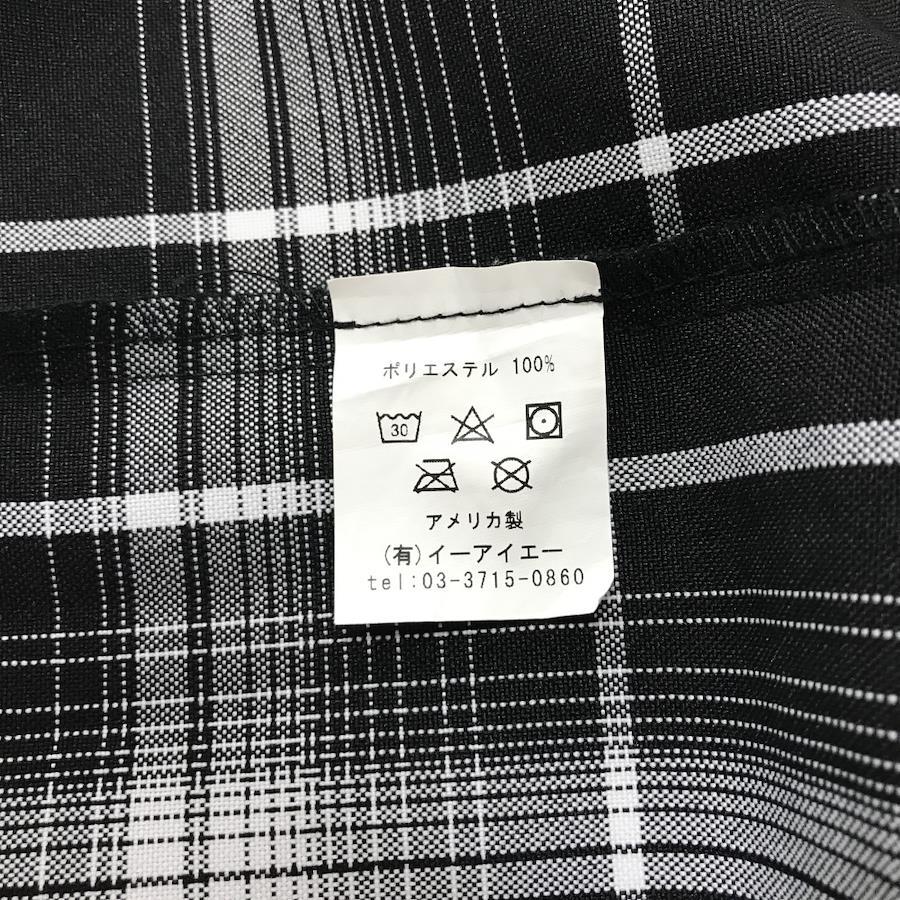 ポリエステル 100%
30
アメリカ製
(有)イーアイエー
tel:03-3715-0860